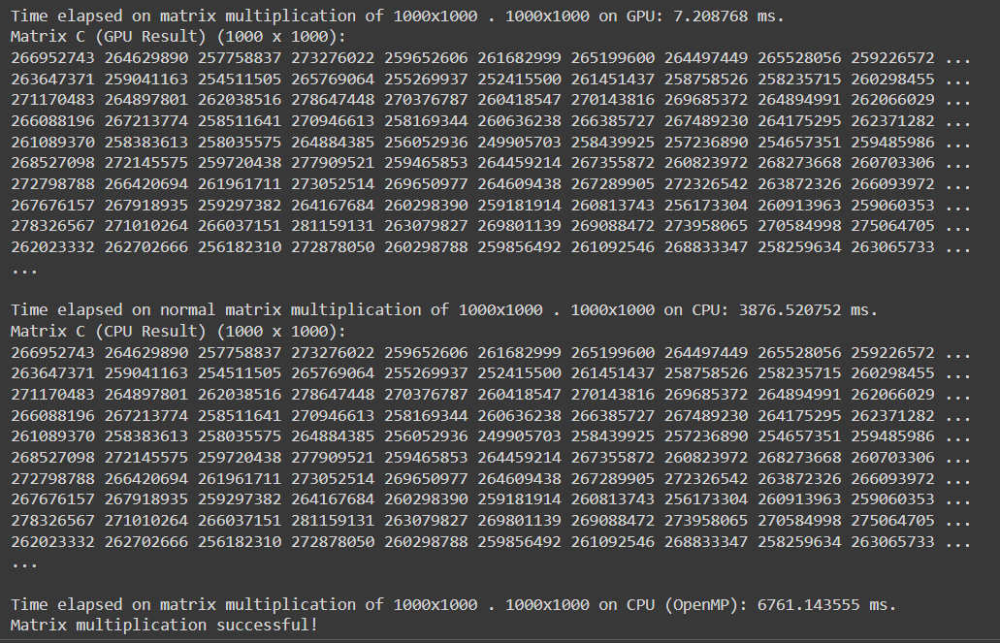 Time elapsed on matrix multiplication of 1000x1000 . 1000x1000 on GPU: 7.208768 ms.
Matrix C (GPU Result) (1000 x 1000):
266952743 264629890 257758837 273276022 259652606 261682999 265199600 264497449 265528056 259226572 ...
263647371 259041163 254511505 265769064 255269937 252415500 261451437 258758526 258235715 260298455 ...
271170483 264897801 262038516 278647448 270376787 260418547 270143816 269685372 264894991 262066029 ...
266088196 267213774 258511641 270946613 258169344 260636238 266385727 267489230 264175295 262371282 ...
261089370 258383613 258035575 264884385 256052936 249905703 258439925 257236890 254657351 259485986 ...
268527098 272145575 259720438 277909521 259465853 264459214 267355872 260823972 268273668 260703306 ...
272798788 266420694 261961711 273052514 269650977 264609438 267289905 272326542 263872326 266093972 ...
267676157 267918935 259297382 264167684 260298390 259181914 260813743 256173304 260913963 259060353 ...
278326567 271010264 266037151 281159131 263079827 269801139 269088472 273958065 270584998 275064705 ...
262023332 262702666 256182310 272878050 260298788 259856492 261092546 268833347 258259634 263065733 ...
...
Time elapsed on normal matrix multiplication of 1000x1000 . 1000x1000 on CPU: 3876.520752 ms.
Matrix C (CPU Result) (1000 x 1000):
266952743 264629890 257758837 273276022 259652606 261682999 265199600 264497449 265528056 259226572 ...
263647371 259041163 254511505 265769064 255269937 252415500 261451437 258758526 258235715 260298455 ...
271170483 264897801 262038516 278647448 270376787 260418547 270143816 269685372 264894991 262066029 ...
266088196 267213774 258511641 270946613 258169344 260636238 266385727 267489230 264175295 262371282 ...
261089370 258383613 258035575 264884385 256052936 249905703 258439925 257236890 254657351 259485986 ...
268527098 272145575 259720438 277909521 259465853 264459214 267355872 260823972 268273668 260703306 ...
272798788 266420694 261961711 273052514 269650977 264609438 267289905 272326542 263872326 266093972 ...
267676157 267918935 259297382 264167684 260298390 259181914 260813743 256173304 260913963 259060353 ...
278326567 271010264 266037151 281159131 263079827 269801139 269088472 273958065 270584998 275064705 ...
262023332 262702666 256182310 272878050 260298788 259856492 261092546 268833347 258259634 263065733 ...
...
Time elapsed on matrix multiplication of 1000x1000 . 1000x1000 on CPU (OpenMP): 6761.143555 ms.
Matrix multiplication successful!